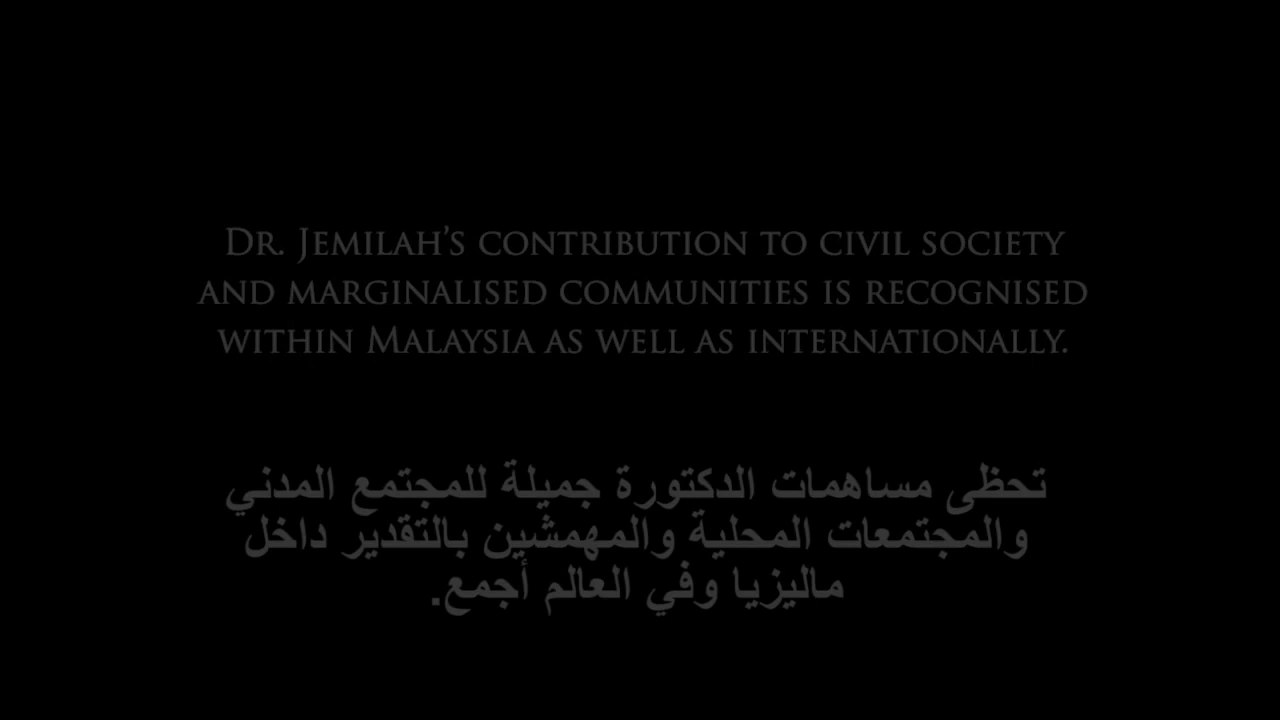 Dr. Jemilah’s contribution to civil society
and marginalised communities is recognised
within Malaysia as well as internationally.
تحظى مساهمات الدكتورة جميلة للمجتمع المدني
والمجتمعات المحلية والمهمشين بالتقدير داخل
ماليزيا وفي العالم أجمع.